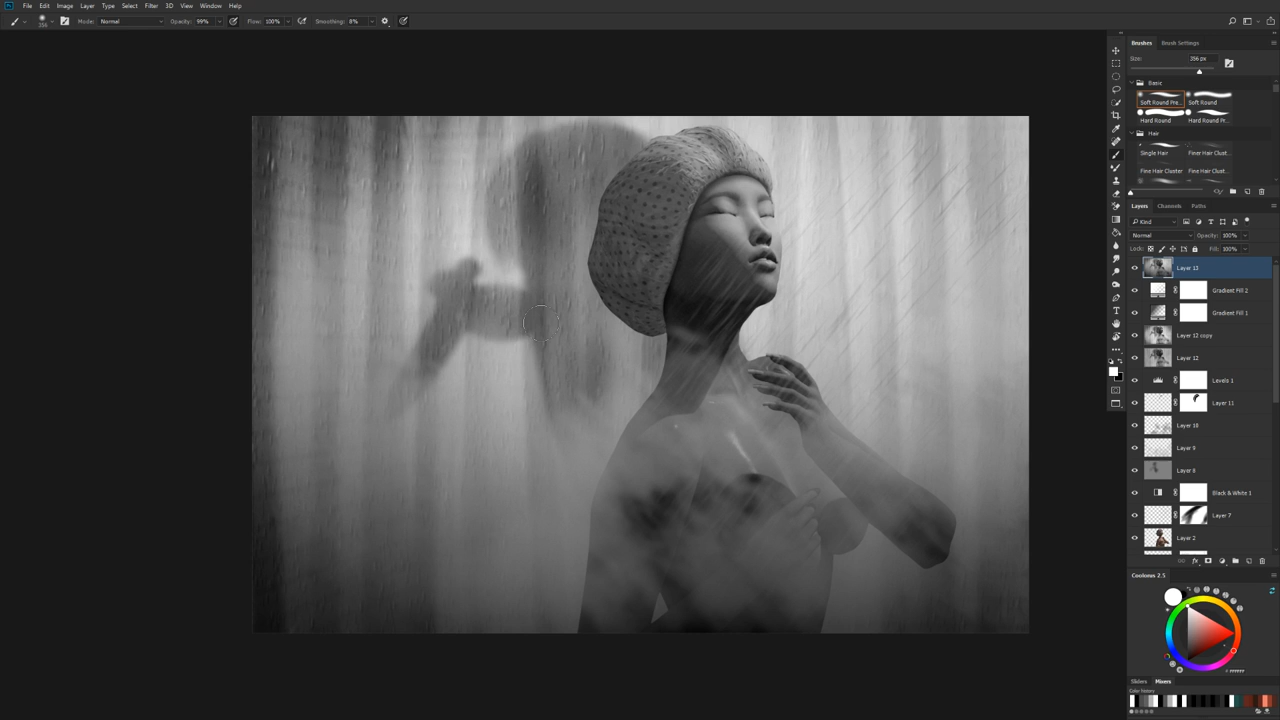 Ps File Edit Image Layer Type Select Filter 3D View Window Help
356 Mode: Normal Opacity: 99% Flow: 100% Smoothing: 8%
Brushes Brush Settings
Size: 356 px
Basic
Soft Round Pre... Soft Round
Hard Round Hard Round Pr...
Hair
Single Hair Finer Hair Clust...
Fine Hair Cluster Fine Hair Clust...
Layers Channels Paths
Kind
Normal Opacity: 100%
Lock: Fill: 100%
Layer 13
Gradient Fill 2
Gradient Fill 1
Layer 12 copy
Layer 12
Levels 1
Layer 11
Layer 10
Layer 9
Layer 8
Black & White 1
Layer 7
Layer 2
fx
Coolorus 2.5
Sliders Mixers
Color history